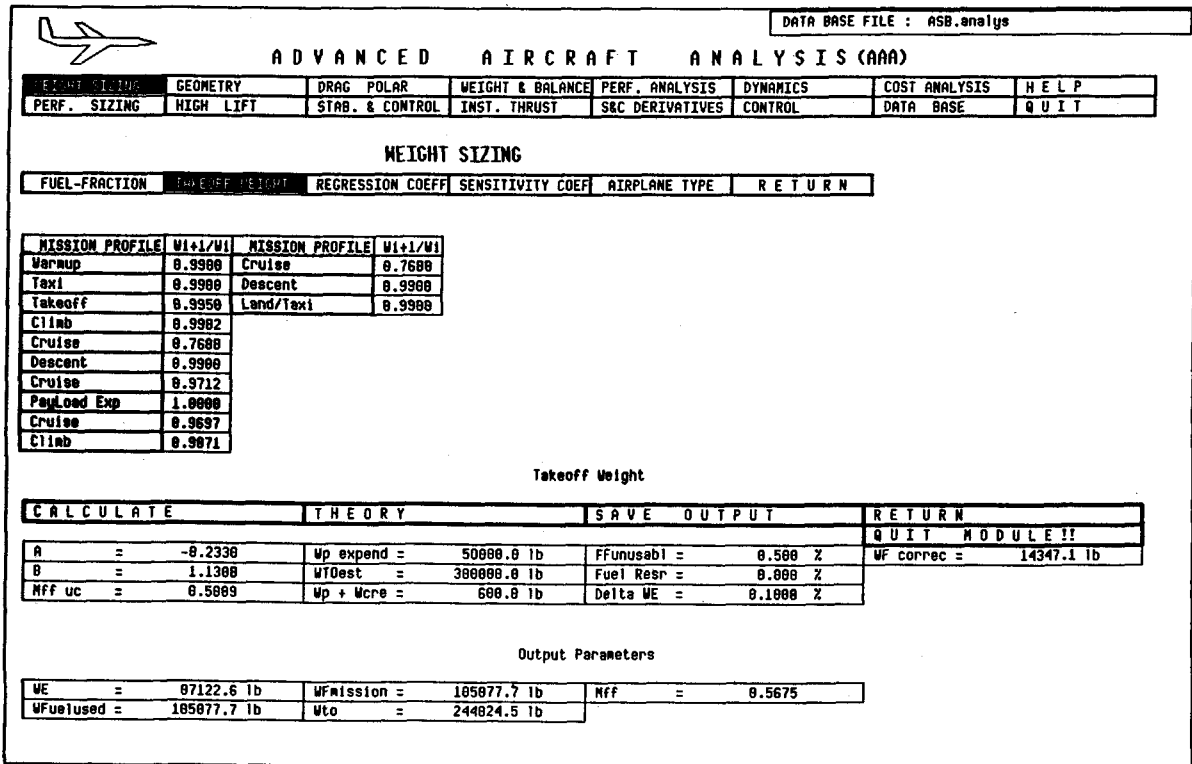 DATA BASE FILE : ASB.analys
ADVANCED AIRCRAFT ANALYSIS (AAA)
WEIGHT SIZING GEOMETRY DRAG POLAR WEIGHT & BALANCE PERF. ANALYSIS DYNAMICS COST ANALYSIS HELP
PERF. SIZING HIGH LIFT STAB. & CONTROL INST. THRUST S&C DERIVATIVES CONTROL DATA BASE QUIT
WEIGHT SIZING
FUEL-FRACTION TAKEOFF WEIGHT REGRESSION COEFF SENSITIVITY COEF AIRPLANE TYPE RETURN
MISSION PROFILE Wi+1/Wi MISSION PROFILE Wi+1/Wi
Warmup 0.9900 Cruise 0.7680
Taxi 0.9900 Descent 0.9900
Takeoff 0.9950 Land/Taxi 0.9900
Climb 0.9802
Cruise 0.7680
Descent 0.9900
Cruise 0.9712
PayLoad Exp 1.0000
Cruise 0.9697
Climb 0.9871
Takeoff Weight
CALCULATE THEORY SAVE OUTPUT RETURN
QUIT MODULE!!
A = -0.2330 Wp expend = 50000.0 lb FFunusabl = 0.500 % WF correc = 14347.1 lb
B = 1.1380 WTOest = 300000.0 lb Fuel Resr = 0.000 %
Mff uc = 0.5089 Wp + Wcre = 600.0 lb Delta WE = 0.1000 %
Output Parameters
WE = 87122.6 lb WFmission = 105877.7 lb Mff = 0.5675
WFuelused = 105877.7 lb Wto = 244824.5 lb